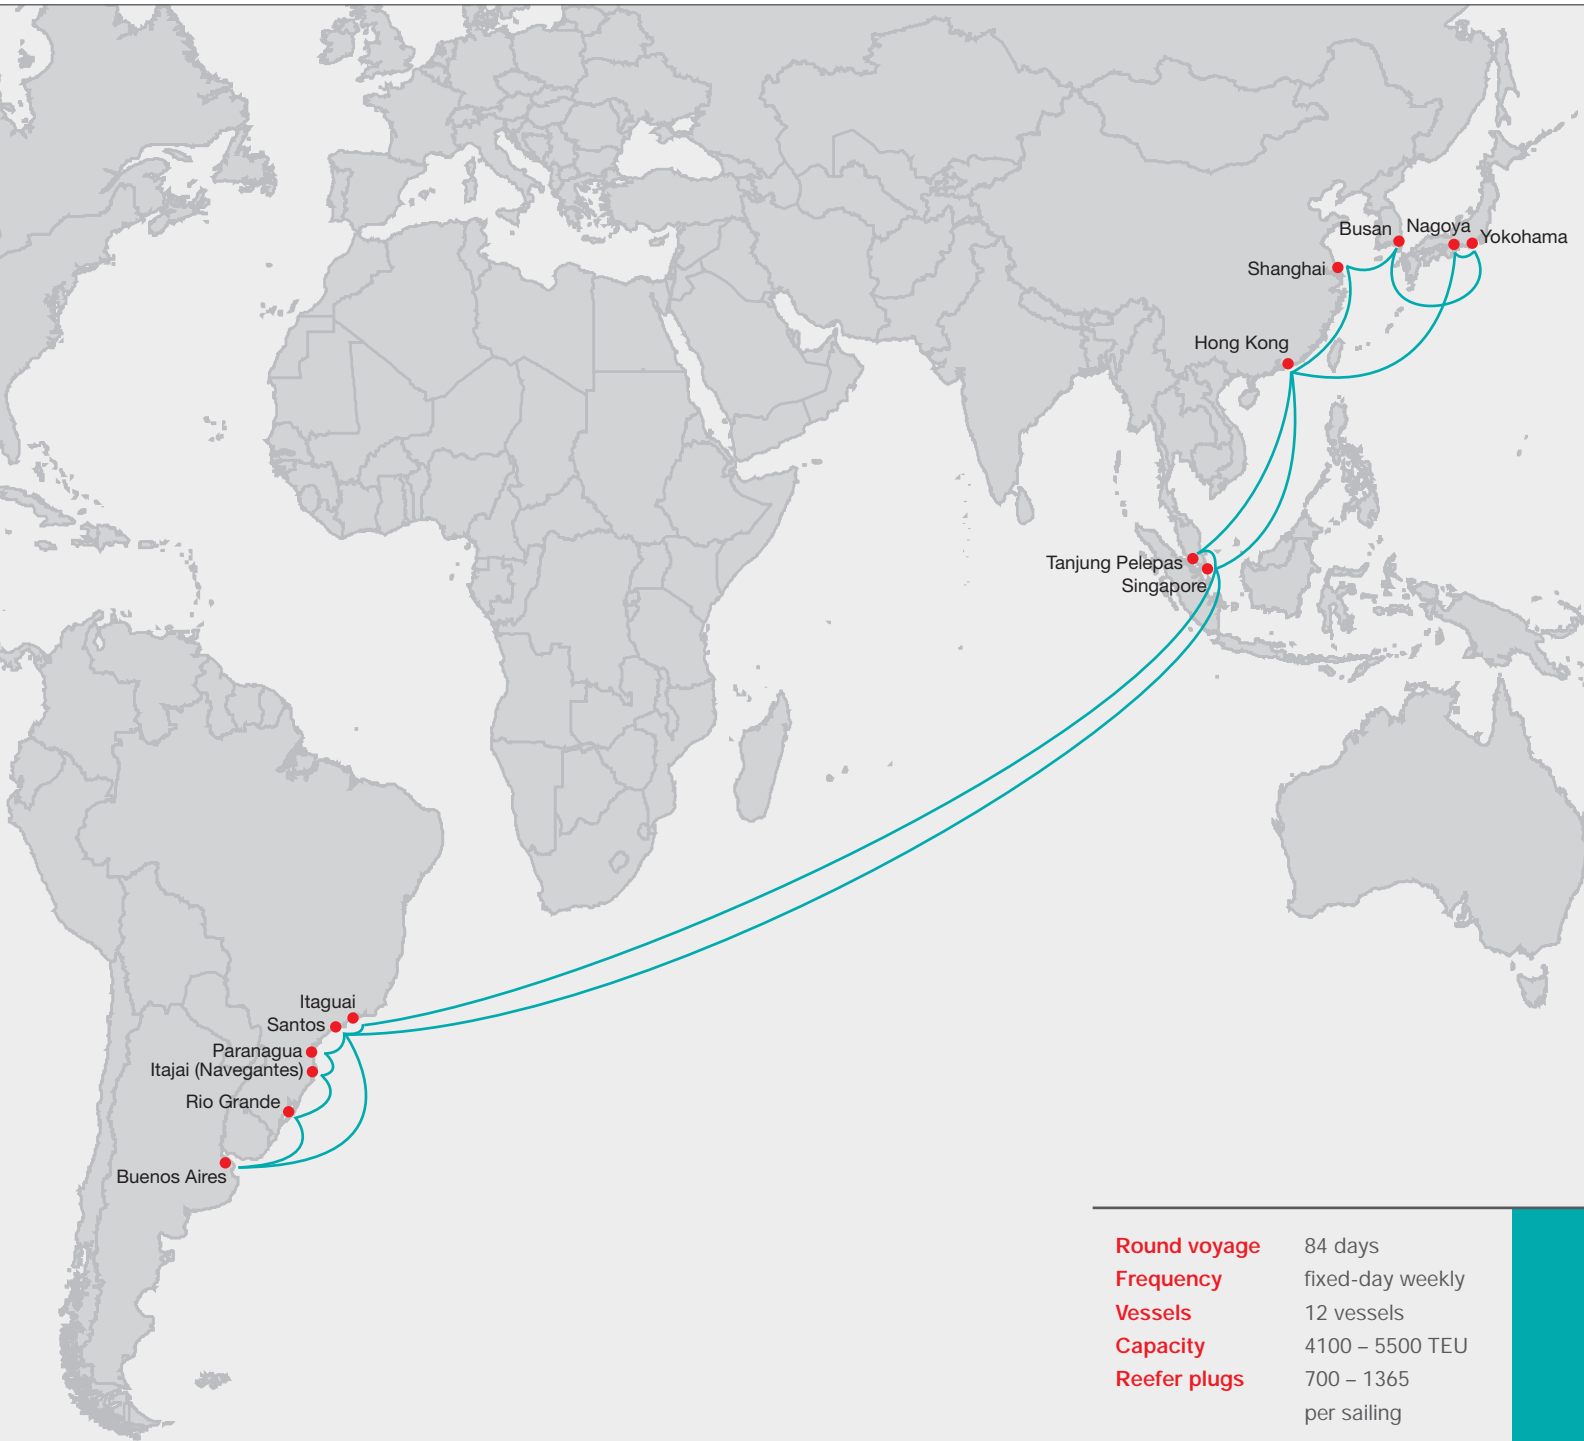 Busan
Nagoya
Yokohama
Shanghai
Hong Kong
Tanjung Pelepas
Singapore
Itaguai
Santos
Paranagua
Itajai (Navegantes)
Rio Grande
Buenos Aires
Round voyage 84 days
Frequency fixed-day weekly
Vessels 12 vessels
Capacity 4100 – 5500 TEU
Reefer plugs 700 – 1365
per sailing